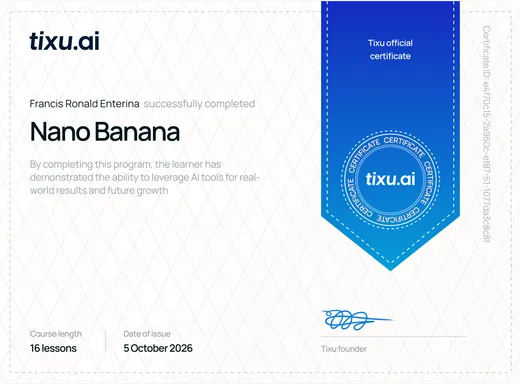 tixu.ai
Tixu official
certificate
Francis Ronald Enterina successfully completed
Nano Banana
By completing this program, the learner has
demonstrated the ability to leverage AI tools for real-
world results and future growth
CERTIFICATE CERTIFICATE CERTIFICATE CERTIFICATE
tixu.ai
Course length
16 lessons
Date of issue
5 October 2026
Tixu founder
Certificate ID